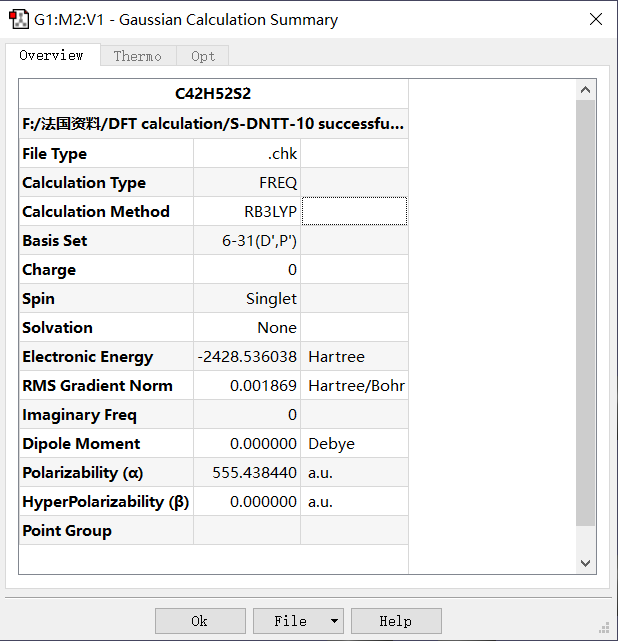 G1:M2:V1 - Gaussian Calculation Summary
Overview Thermo Opt
C42H52S2
F:/法国资料/DFT calculation/S-DNTT-10 successfu...
File Type .chk
Calculation Type FREQ
Calculation Method RB3LYP
Basis Set 6-31(D',P')
Charge 0
Spin Singlet
Solvation None
Electronic Energy -2428.536038 Hartree
RMS Gradient Norm 0.001869 Hartree/Bohr
Imaginary Freq 0
Dipole Moment 0.000000 Debye
Polarizability (α) 555.438440 a.u.
HyperPolarizability (β) 0.000000 a.u.
Point Group
Ok File Help